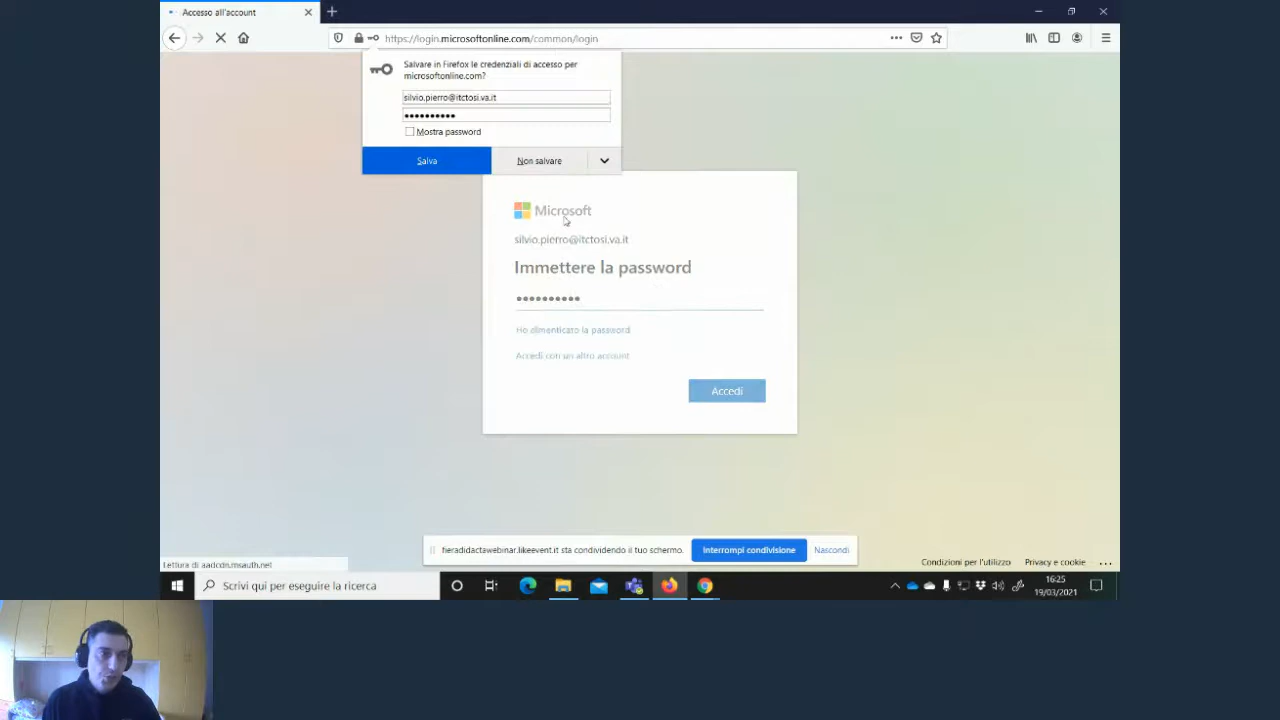 Accesso all'account
https://login.microsoftonline.com/common/login
Salvare in Firefox le credenziali di accesso per
microsoftonline.com?
silvio.pierro@itctosi.va.it
••••••••••
Mostra password
Salva
Non salvare
Microsoft
silvio.pierro@itctosi.va.it
Immettere la password
••••••••••
Ho dimenticato la password
Accedi con un altro account
Accedi
fieradidactawebinar.likeevent.it sta condividendo il tuo schermo.
Interrompi condivisione
Nascondi
Lettura di aadcdn.msauth.net
Condizioni per l'utilizzo
Privacy e cookie
...
Scrivi qui per eseguire la ricerca
16:25
19/03/2021